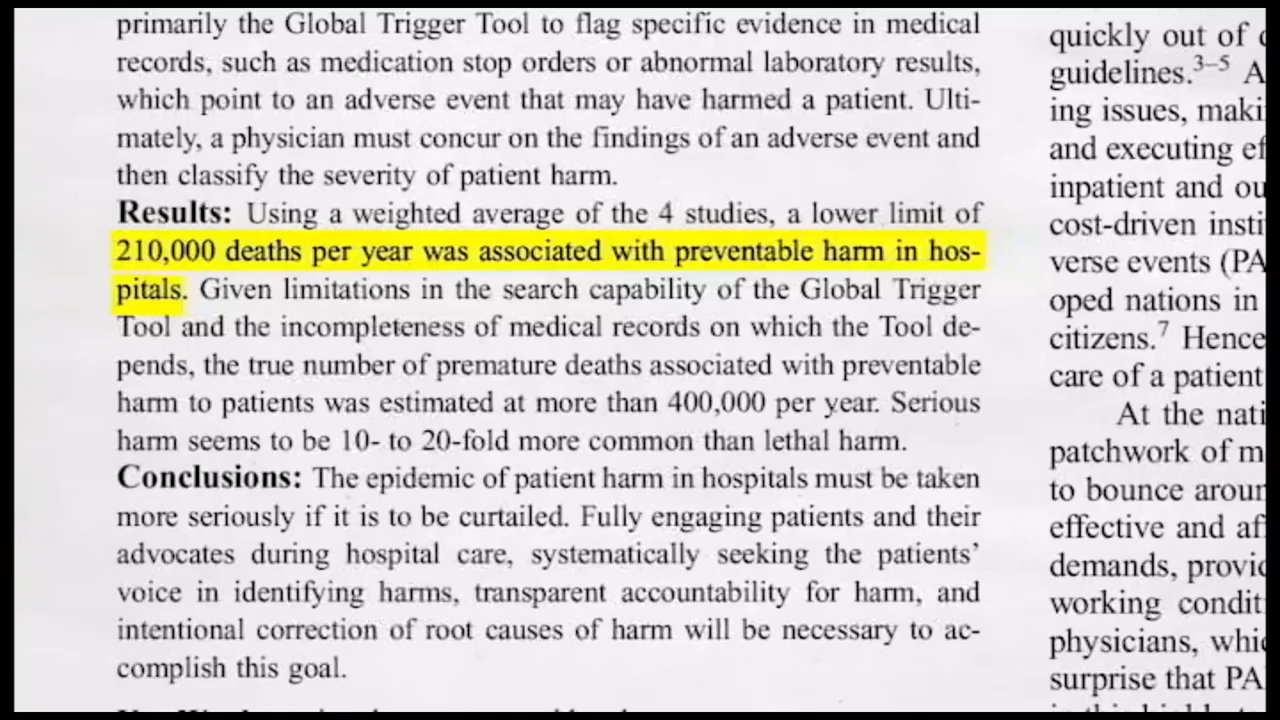 primarily the Global Trigger Tool to flag specific evidence in medical
records, such as medication stop orders or abnormal laboratory results,
which point to an adverse event that may have harmed a patient. Ulti-
mately, a physician must concur on the findings of an adverse event and
then classify the severity of patient harm.
Results: Using a weighted average of the 4 studies, a lower limit of
210,000 deaths per year was associated with preventable harm in hos-
pitals. Given limitations in the search capability of the Global Trigger
Tool and the incompleteness of medical records on which the Tool de-
pends, the true number of premature deaths associated with preventable
harm to patients was estimated at more than 400,000 per year. Serious
harm seems to be 10- to 20-fold more common than lethal harm.
Conclusions: The epidemic of patient harm in hospitals must be taken
more seriously if it is to be curtailed. Fully engaging patients and their
advocates during hospital care, systematically seeking the patients'
voice in identifying harms, transparent accountability for harm, and
intentional correction of root causes of harm will be necessary to ac-
complish this goal.
quickly out of
guidelines.3–5 A
ing issues, maki
and executing ef
inpatient and ou
cost-driven insti
verse events (PA
oped nations in
citizens.7 Hence
care of a patient
At the nati
patchwork of m
to bounce aroun
effective and af
demands, provid
working condit
physicians, whi
surprise that PA